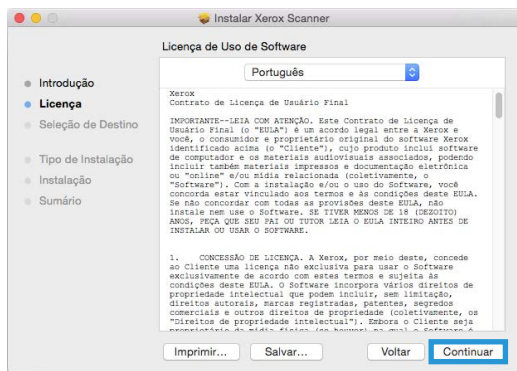 Instalar Xerox Scanner
Licença de Uso de Software
Português
Introdução
Licença
Seleção de Destino
Tipo de Instalação
Instalação
Sumário
Xerox
Contrato de Licença de Usuário Final
IMPORTANTE--LEIA COM ATENÇÃO. Este Contrato de Licença de
Usuário Final (o "EULA") é um acordo legal entre a Xerox e
você, o consumidor e proprietário original do software Xerox
identificado acima (o "Cliente"), cujo produto inclui software
de computador e os materiais audiovisuais associados, podendo
incluir também materiais impressos e documentação eletrônica
ou "online" e/ou mídia relacionada (coletivamente, o
"Software"). Com a instalação e/ou o uso do Software, você
concorda estar vinculado aos termos e às condições deste EULA.
Se não concordar com todas as provisões deste EULA, não
instale nem use o Software. SE TIVER MENOS DE 18 (DEZOITO)
ANOS, PEÇA QUE SEU PAI OU TUTOR LEIA O EULA INTEIRO ANTES DE
INSTALAR OU USAR O SOFTWARE.
1. CONCESSÃO DE LICENÇA. A Xerox, por meio deste, concede
ao Cliente uma licença não exclusiva para usar o Software
exclusivamente de acordo com estes termos e sujeita às
condições deste EULA. O Software incorpora vários direitos de
propriedade intelectual que podem incluir, sem limitação,
direitos autorais, marcas registradas, patentes, segredos
comerciais e outros direitos de propriedade (coletivamente, os
"Direitos de propriedade intelectual"). Embora o Cliente seja
proprietário da mídia física (se houver) na qual o Software é
Imprimir...
Salvar...
Voltar
Continuar